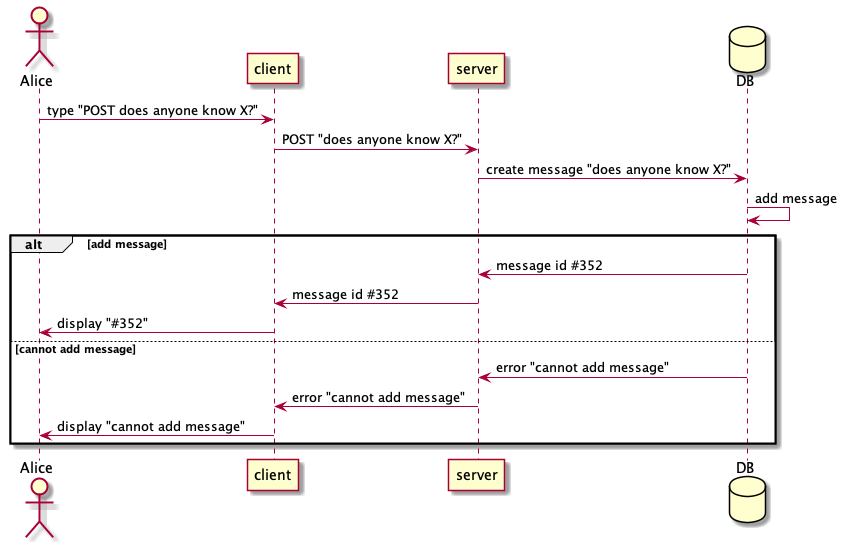 Alice
client
server
DB
type "POST does anyone know X?"
POST "does anyone know X?"
create message "does anyone know X?"
add message
alt [add message]
message id #352
message id #352
display "#352"
[cannot add message]
error "cannot add message"
error "cannot add message"
display "cannot add message"
Alice
client
server
DB